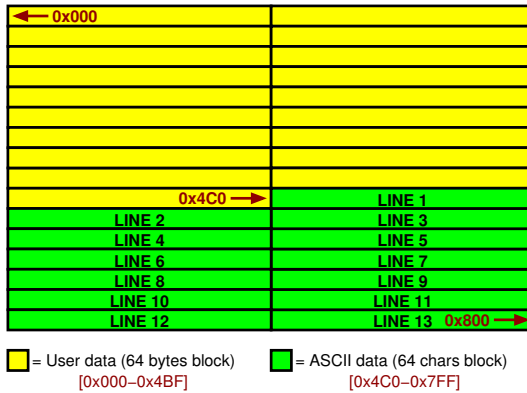 0x000
0x4C0 LINE 1
LINE 2 LINE 3
LINE 4 LINE 5
LINE 6 LINE 7
LINE 8 LINE 9
LINE 10 LINE 11
LINE 12 LINE 13 0x800
= User data (64 bytes block) = ASCII data (64 chars block)
[0x000–0x4BF] [0x4C0–0x7FF]